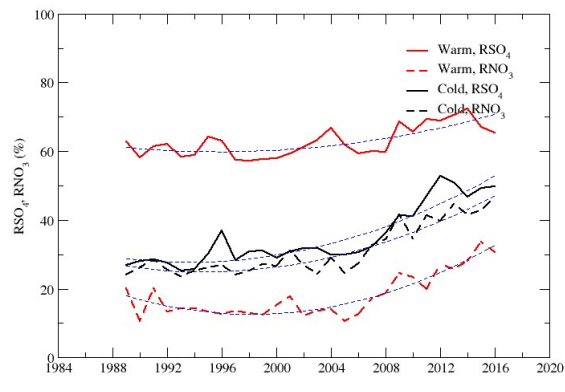 100
80
60
40
20
0
RSO₄, RNO₃ (%)
Warm, RSO₄
Warm, RNO₃
Cold, RSO₄
Cold, RNO₃
1984 1988 1992 1996 2000 2004 2008 2012 2016 2020